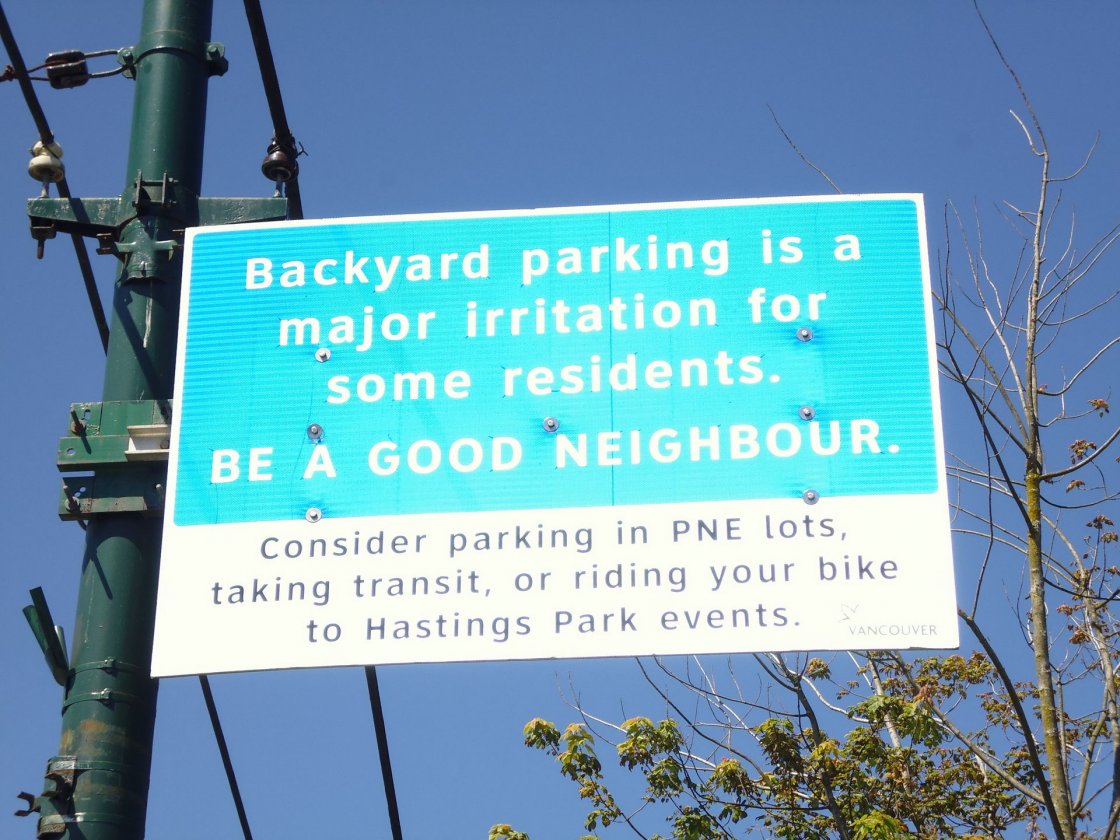 Backyard parking is a
major irritation for
some residents.
BE A GOOD NEIGHBOUR.
Consider parking in PNE lots,
taking transit, or riding your bike
to Hastings Park events.
VANCOUVER